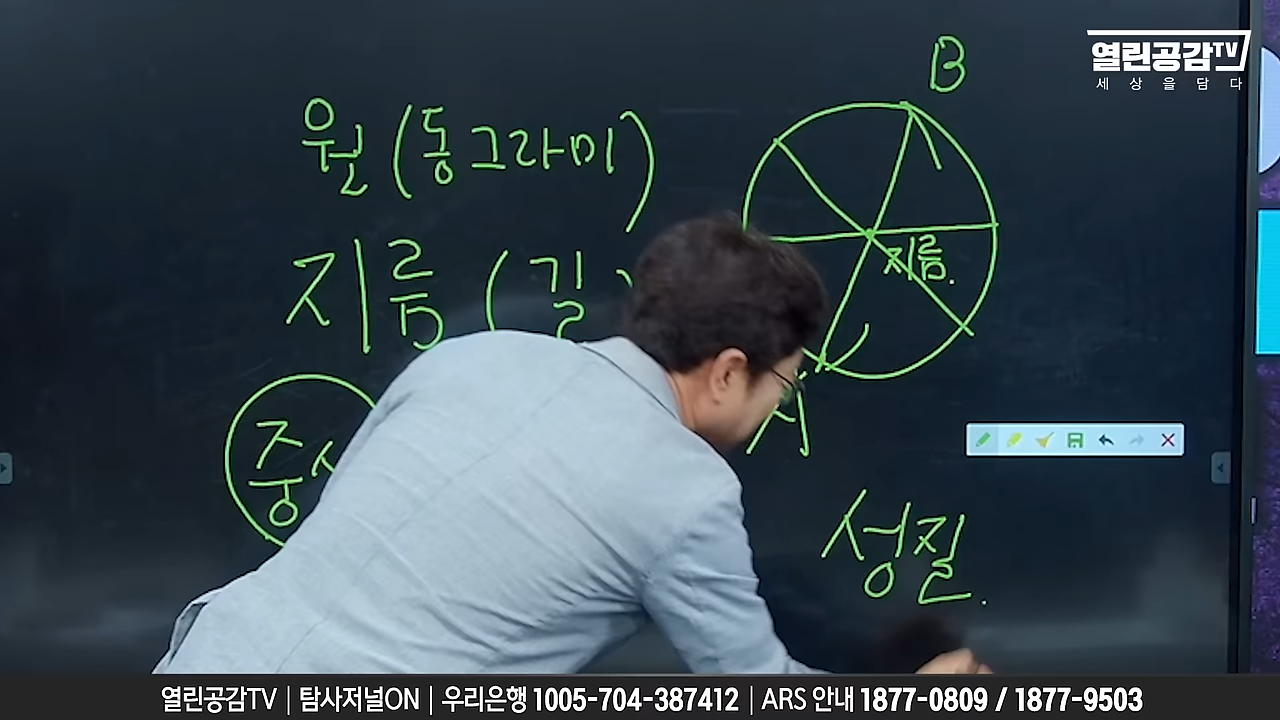 열린공감TV
세상을담다
B
원(동그라미)
지름(길
지름.
중
A
성질.
열린공감TV | 탐사저널ON | 우리은행 1005-704-387412 | ARS 안내 1877-0809 / 1877-9503